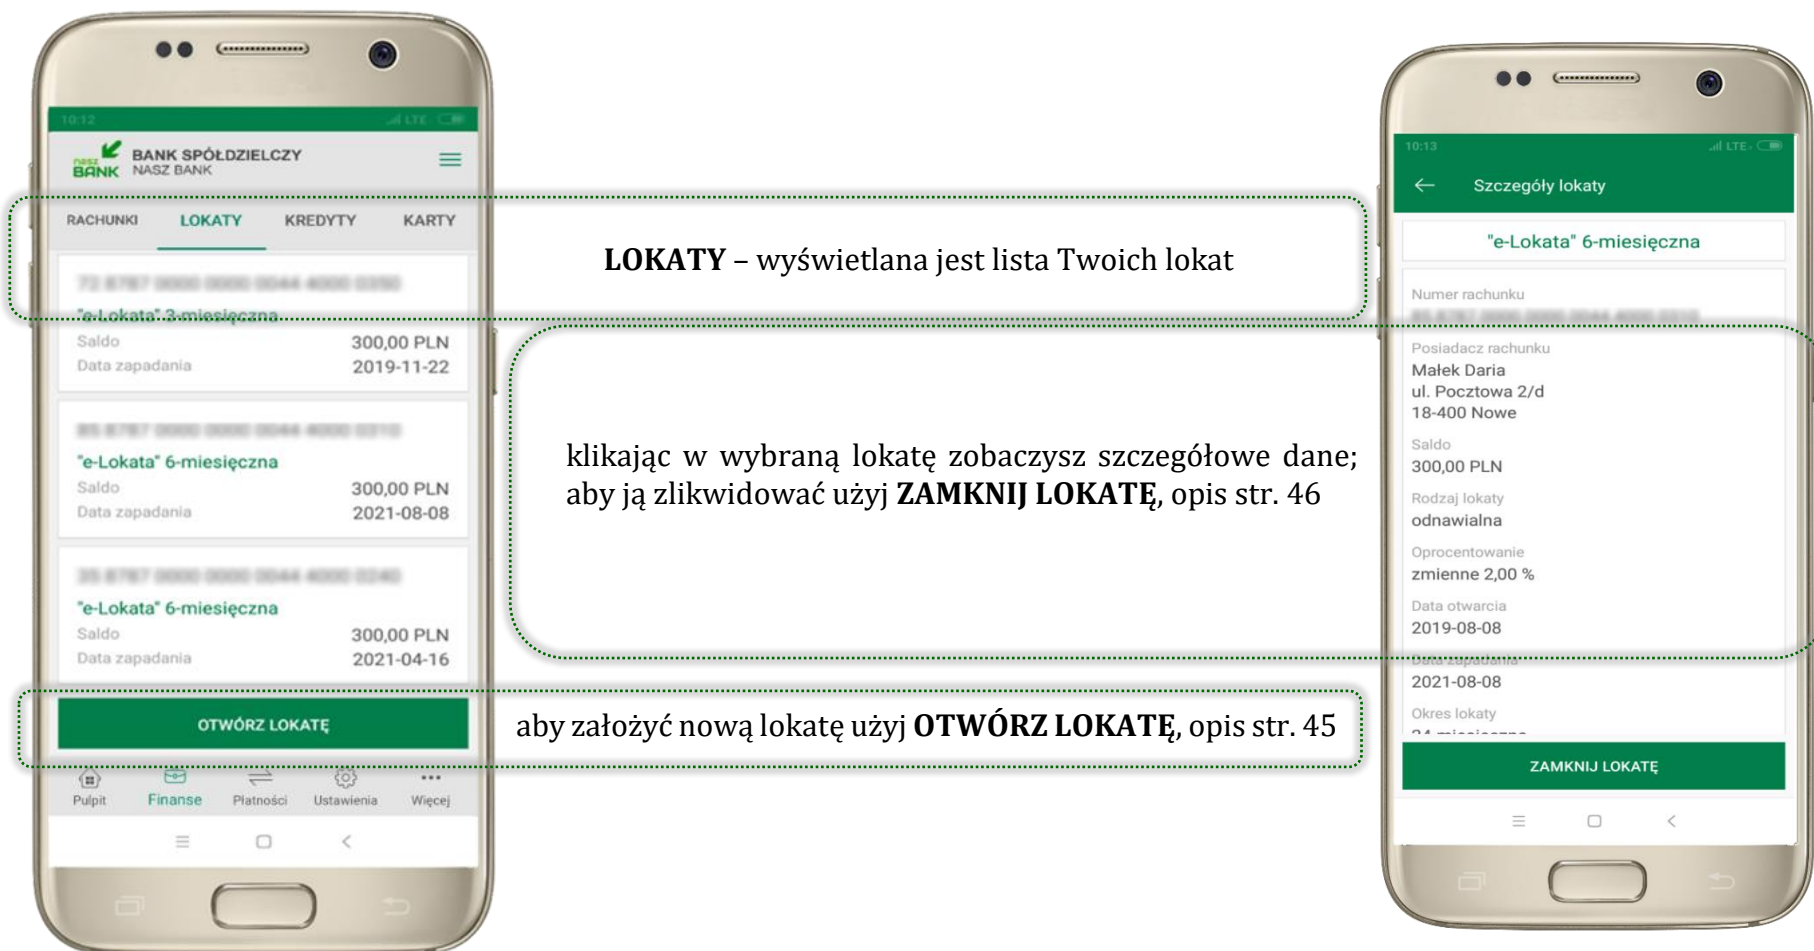 10:12
LTE
nasz BANK
BANK SPÓŁDZIELCZY
NASZ BANK
RACHUNKI LOKATY KREDYTY KARTY
"e-Lokata" 3-miesięczna
Saldo 300,00 PLN
Data zapadania 2019-11-22
"e-Lokata" 6-miesięczna
Saldo 300,00 PLN
Data zapadania 2021-08-08
"e-Lokata" 6-miesięczna
Saldo 300,00 PLN
Data zapadania 2021-04-16
OTWÓRZ LOKATĘ
Pulpit Finanse Płatności Ustawienia Więcej
LOKATY – wyświetlana jest lista Twoich lokat
klikając w wybraną lokatę zobaczysz szczegółowe dane;
aby ją zlikwidować użyj ZAMKNIJ LOKATĘ, opis str. 46
aby założyć nową lokatę użyj OTWÓRZ LOKATĘ, opis str. 45
10:13
LTE
Szczegóły lokaty
"e-Lokata" 6-miesięczna
Numer rachunku
Posiadacz rachunku
Małek Daria
ul. Pocztowa 2/d
18-400 Nowe
Saldo
300,00 PLN
Rodzaj lokaty
odnawialna
Oprocentowanie
zmienne 2,00 %
Data otwarcia
2019-08-08
Data zapadania
2021-08-08
Okres lokaty
ZAMKNIJ LOKATĘ